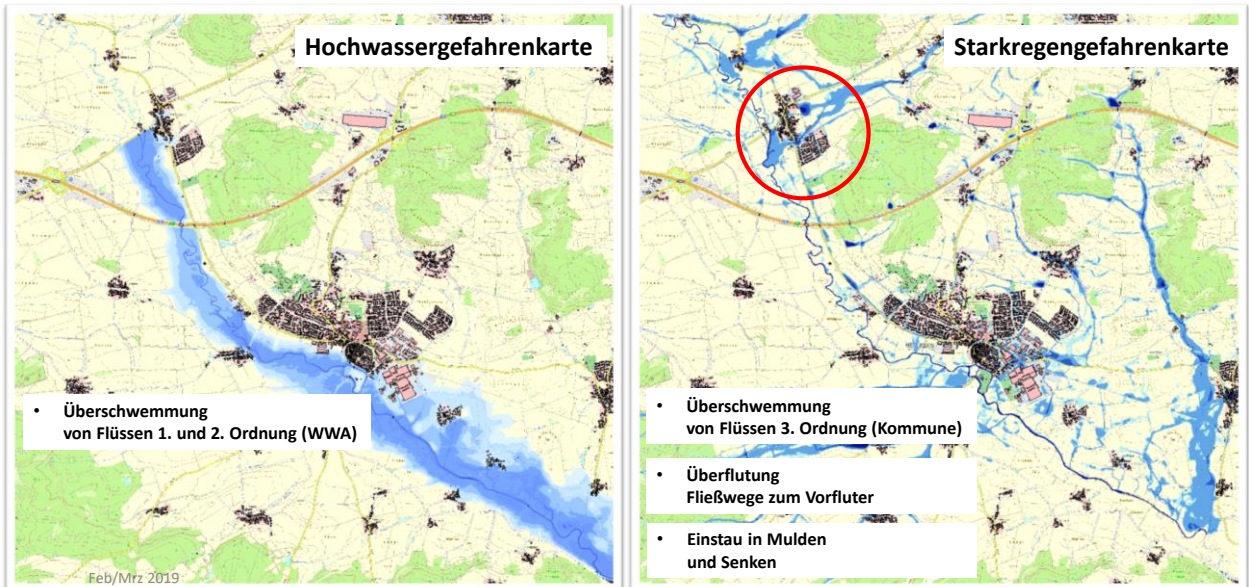 Hochwassergefahrenkarte
• Überschwemmung
von Flüssen 1. und 2. Ordnung (WWA)
Feb/Mrz 2019
Starkregengefahrenkarte
• Überschwemmung
von Flüssen 3. Ordnung (Kommune)
• Überflutung
Fließwege zum Vorfluter
• Einstau in Mulden
und Senken